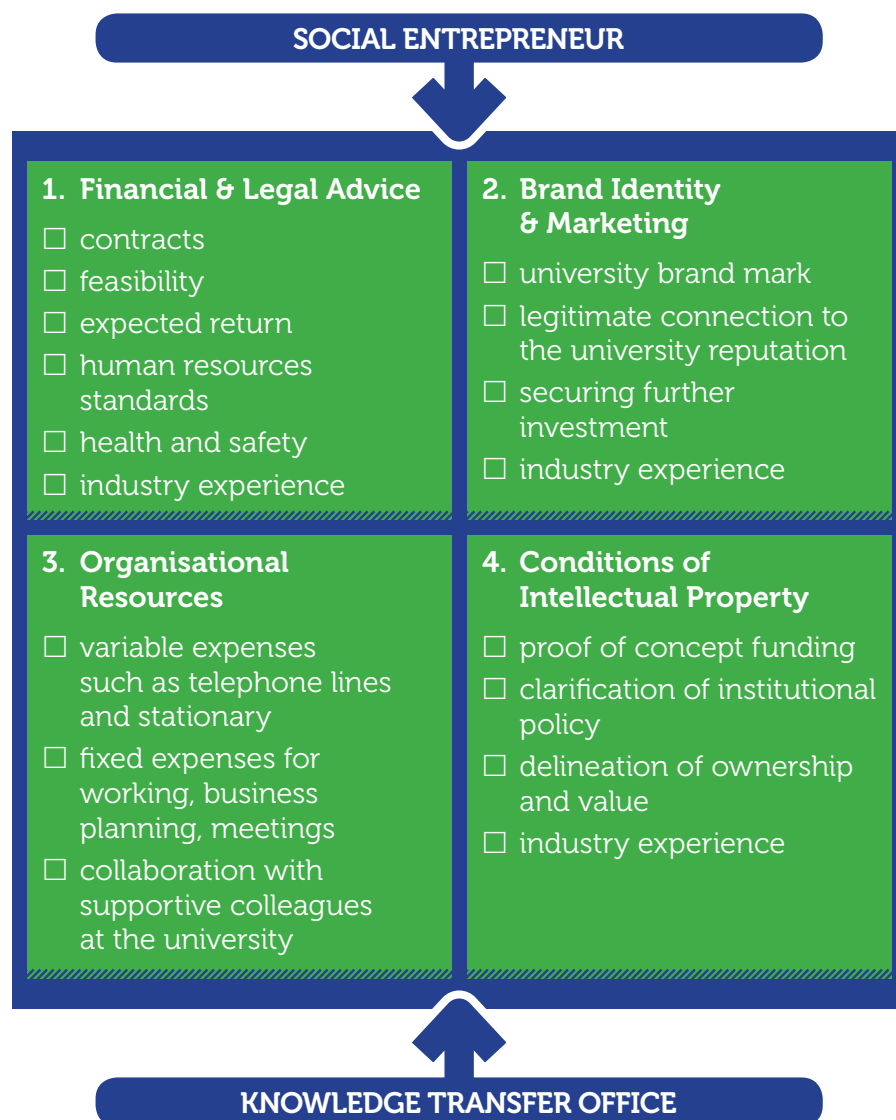 SOCIAL ENTREPRENEUR
1. Financial & Legal Advice
☐ contracts
☐ feasibility
☐ expected return
☐ human resources
standards
☐ health and safety
☐ industry experience
2. Brand Identity
& Marketing
☐ university brand mark
☐ legitimate connection to
the university reputation
☐ securing further
investment
☐ industry experience
3. Organisational
Resources
☐ variable expenses
such as telephone lines
and stationary
☐ fixed expenses for
working, business
planning, meetings
☐ collaboration with
supportive colleagues
at the university
4. Conditions of
Intellectual Property
☐ proof of concept funding
☐ clarification of institutional
policy
☐ delineation of ownership
and value
☐ industry experience
KNOWLEDGE TRANSFER OFFICE